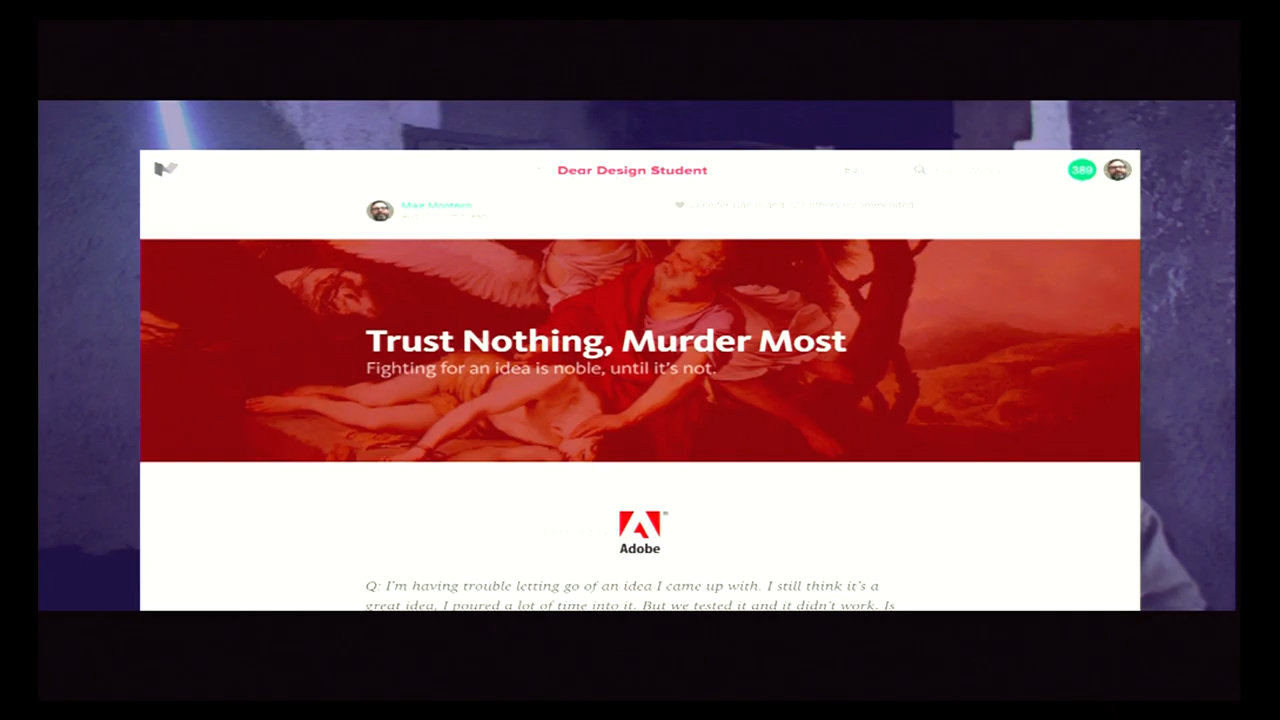 Dear Design Student
389
Mike Monteiro
Trust Nothing, Murder Most
Fighting for an idea is noble, until it's not.
Adobe
Q: I'm having trouble letting go of an idea I came up with. I still think it's a
great idea, I poured a lot of time into it. But we tested it and it didn't work. Is